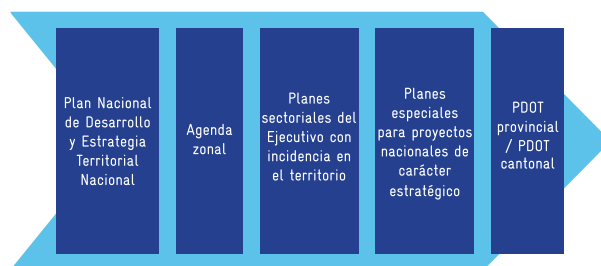 Plan Nacional
de Desarrollo
y Estrategia
Territorial
Nacional
Agenda
zonal
Planes
sectoriales del
Ejecutivo con
incidencia en
el territorio
Planes
especiales
para proyectos
nacionales de
carácter
estratégico
PDOT
provincial
/ PDOT
cantonal